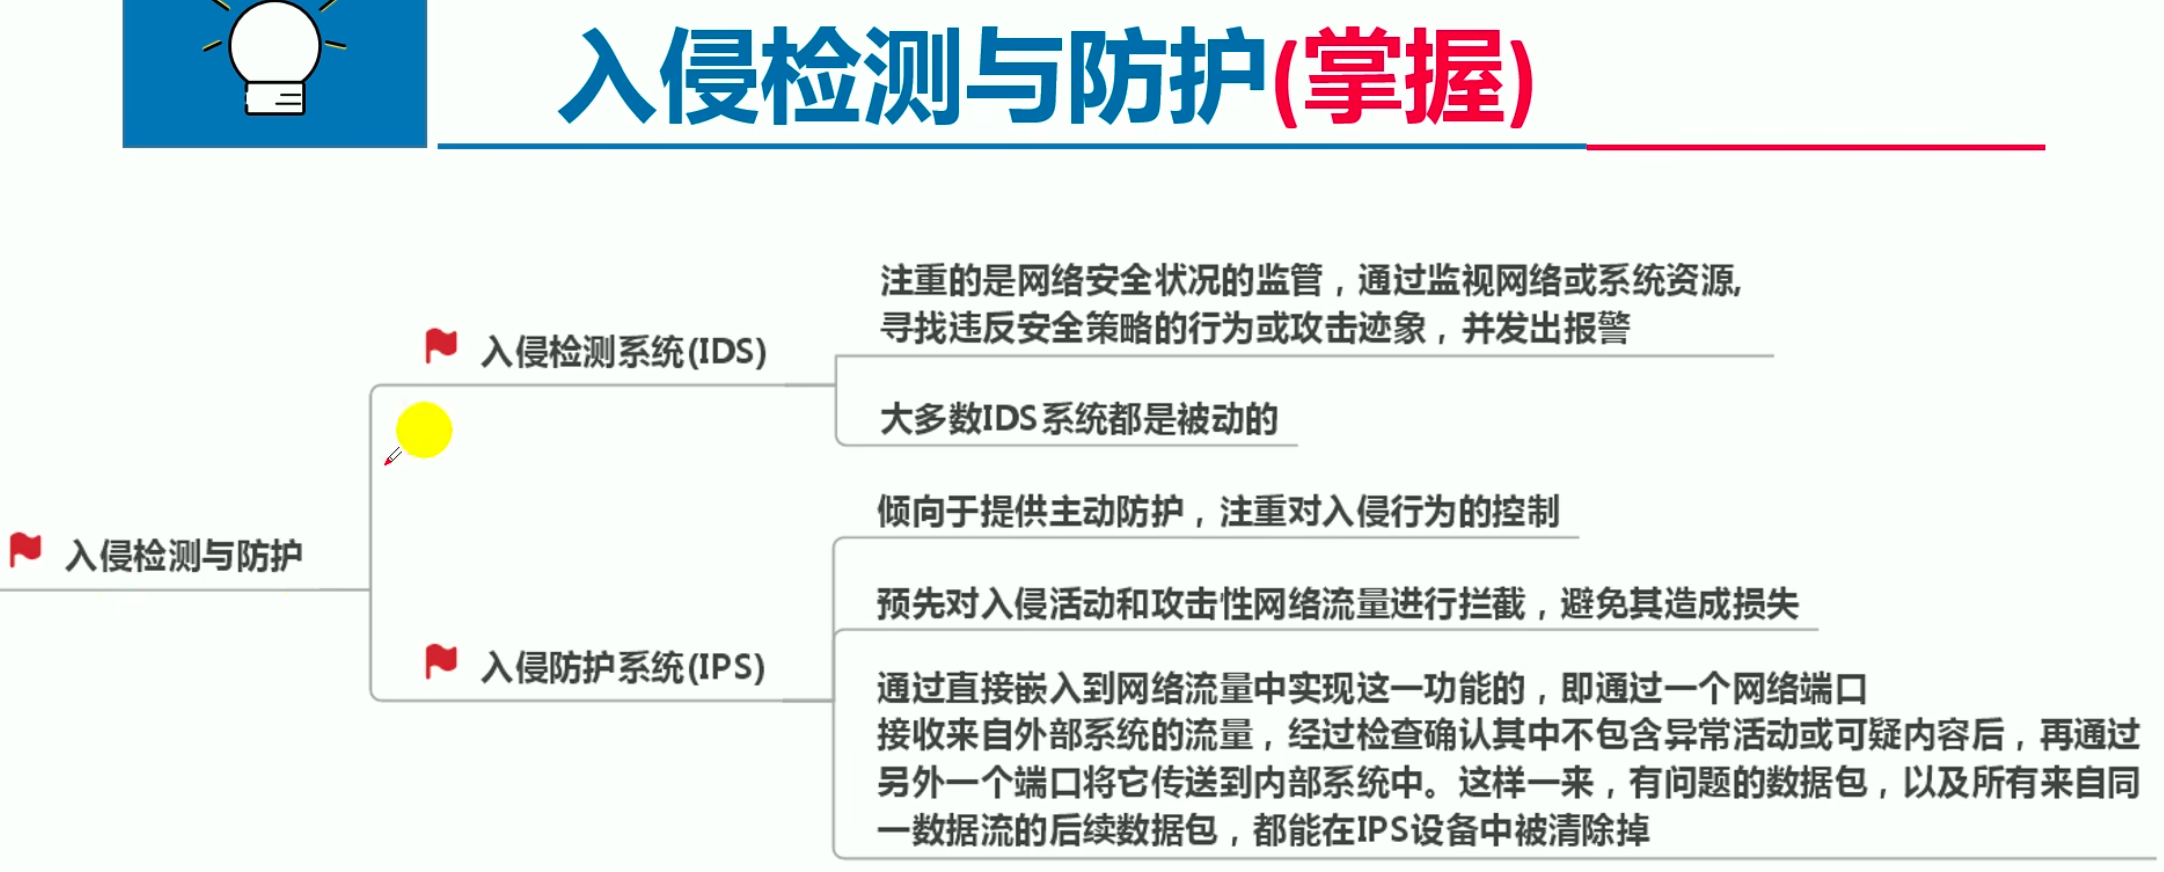 入侵检测与防护(掌握)
注重的是网络安全状况的监管，通过监视网络或系统资源,
寻找违反安全策略的行为或攻击迹象，并发出报警
入侵检测系统(IDS)
大多数IDS系统都是被动的
倾向于提供主动防护，注重对入侵行为的控制
入侵检测与防护
预先对入侵活动和攻击性网络流量进行拦截，避免其造成损失
入侵防护系统(IPS)
通过直接嵌入到网络流量中实现这一功能的，即通过一个网络端口
接收来自外部系统的流量，经过检查确认其中不包含异常活动或可疑内容后，再通过
另外一个端口将它传送到内部系统中。这样一来，有问题的数据包，以及所有来自同
一数据流的后续数据包，都能在IPS设备中被清除掉